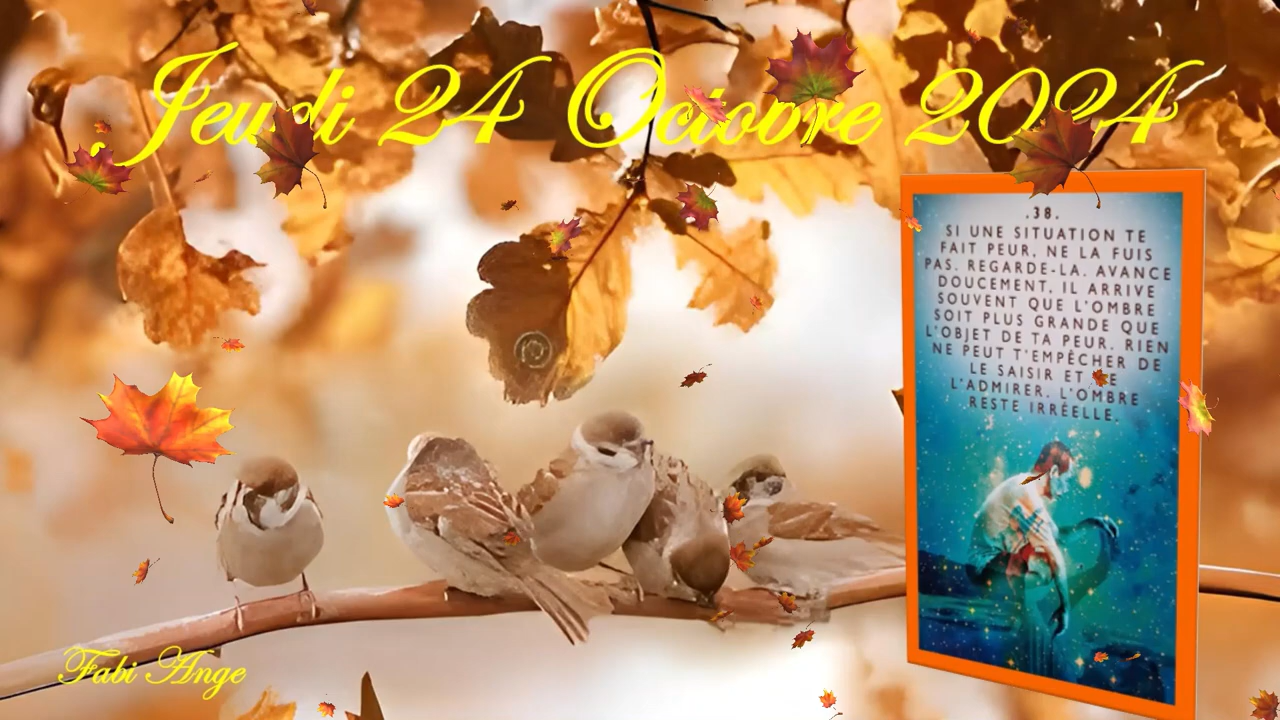 Jeudi 24 Octobre 2024
.38.
SI UNE SITUATION TE
FAIT PEUR, NE LA FUIS
PAS. REGARDE-LA. AVANCE
DOUCEMENT. IL ARRIVE
SOUVENT QUE L'OMBRE
SOIT PLUS GRANDE QUE
L'OBJET DE TA PEUR. RIEN
NE PEUT T'EMPÊCHER DE
LE SAISIR ET DE
L'ADMIRER. L'OMBRE
RESTE IRRÉELLE.
Fabi Ange